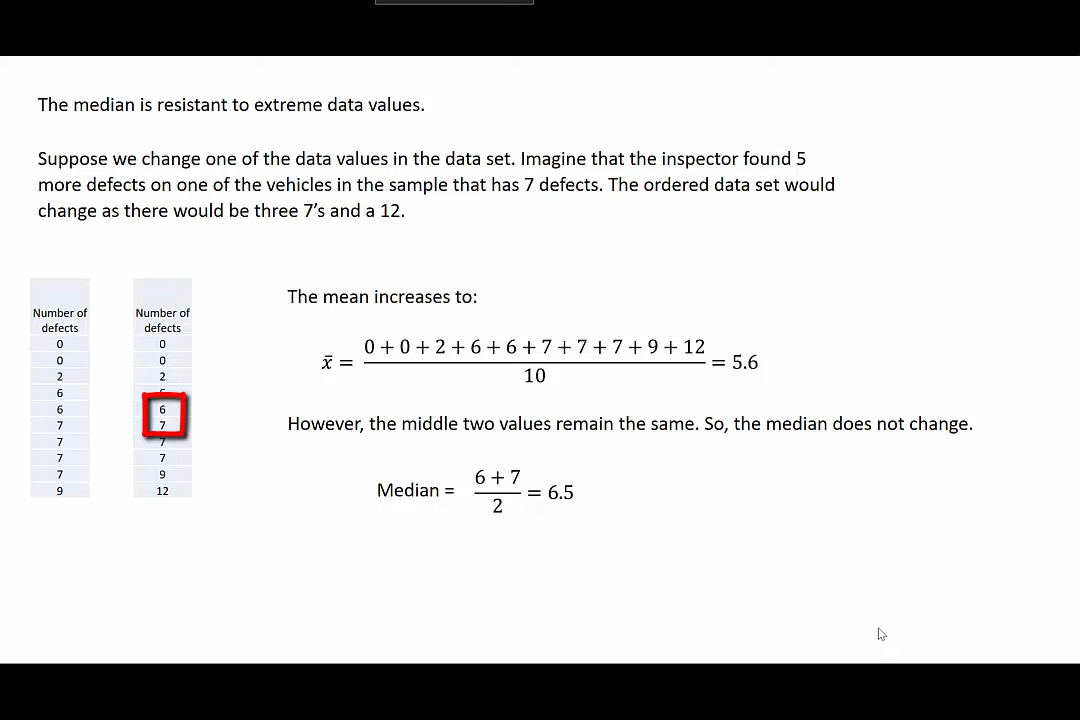 The median is resistant to extreme data values.
Suppose we change one of the data values in the data set. Imagine that the inspector found 5
more defects on one of the vehicles in the sample that has 7 defects. The ordered data set would
change as there would be three 7's and a 12.
Number of defects
0
0
2
6
6
7
7
7
7
9
Number of defects
0
0
2
6
7
7
7
9
12
The mean increases to:
x̄ = (0 + 0 + 2 + 6 + 6 + 7 + 7 + 7 + 9 + 12) / 10 = 5.6
However, the middle two values remain the same. So, the median does not change.
Median = (6 + 7) / 2 = 6.5